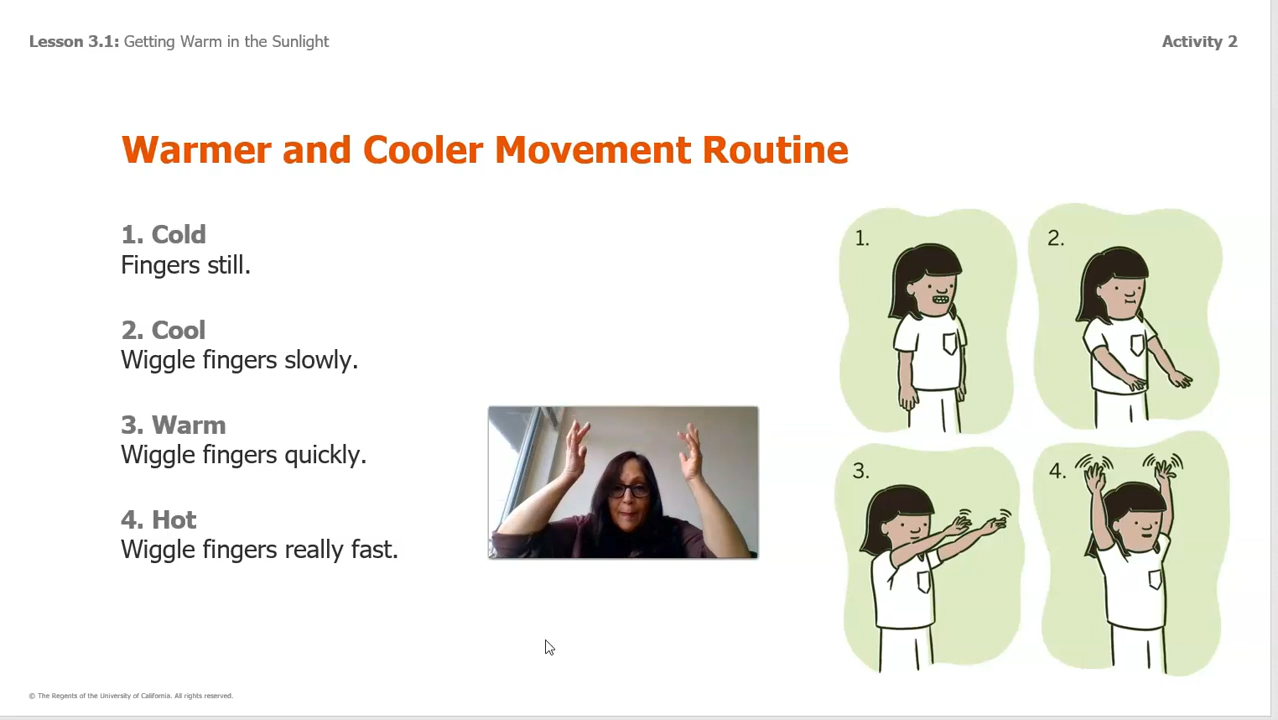 Lesson 3.1: Getting Warm in the Sunlight
Activity 2
Warmer and Cooler Movement Routine
1. Cold
Fingers still.
2. Cool
Wiggle fingers slowly.
3. Warm
Wiggle fingers quickly.
4. Hot
Wiggle fingers really fast.
1.
2.
3.
4.
© The Regents of the University of California. All rights reserved.